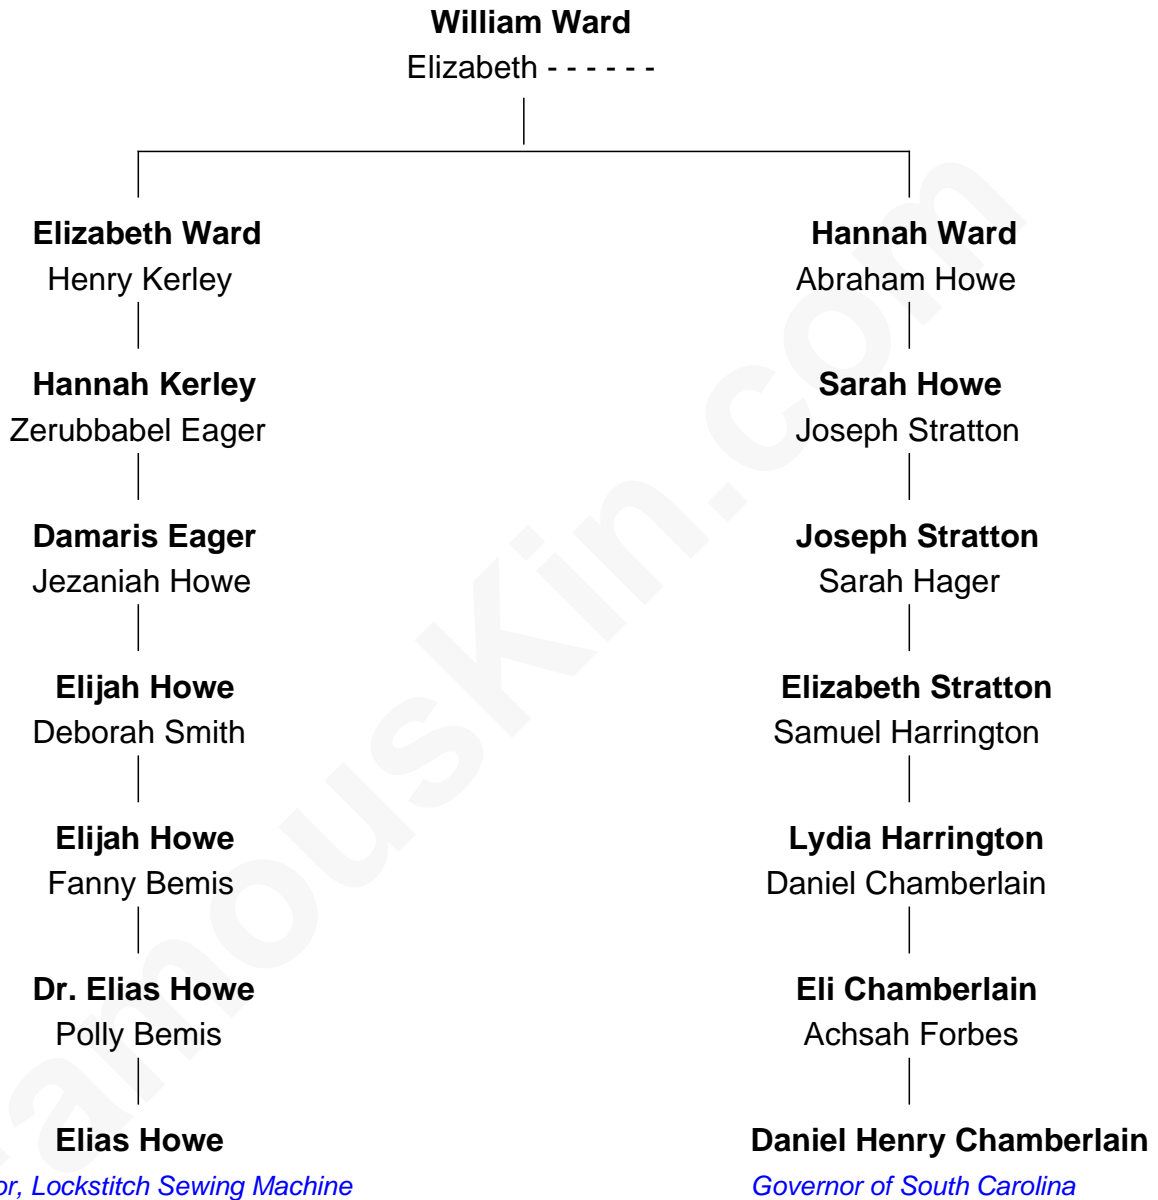 William Ward
Elizabeth - - - - - -
Elizabeth Ward
Henry Kerley
Hannah Ward
Abraham Howe
Hannah Kerley
Zerubbabel Eager
Sarah Howe
Joseph Stratton
Damaris Eager
Jezaniah Howe
Joseph Stratton
Sarah Hager
Elijah Howe
Deborah Smith
Elizabeth Stratton
Samuel Harrington
Elijah Howe
Fanny Bemis
Lydia Harrington
Daniel Chamberlain
Dr. Elias Howe
Polly Bemis
Eli Chamberlain
Achsah Forbes
Elias Howe
or, Lockstitch Sewing Machine
Daniel Henry Chamberlain
Governor of South Carolina
amousKin.com